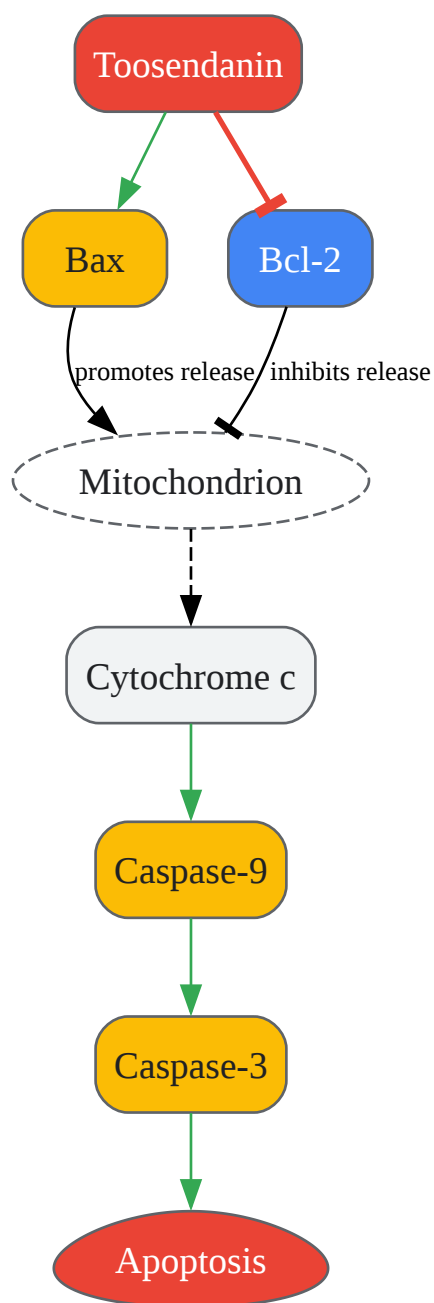 Toosendanin
Bax
Bcl-2
promotes release
inhibits release
Mitochondrion
Cytochrome c
Caspase-9
Caspase-3
Apoptosis